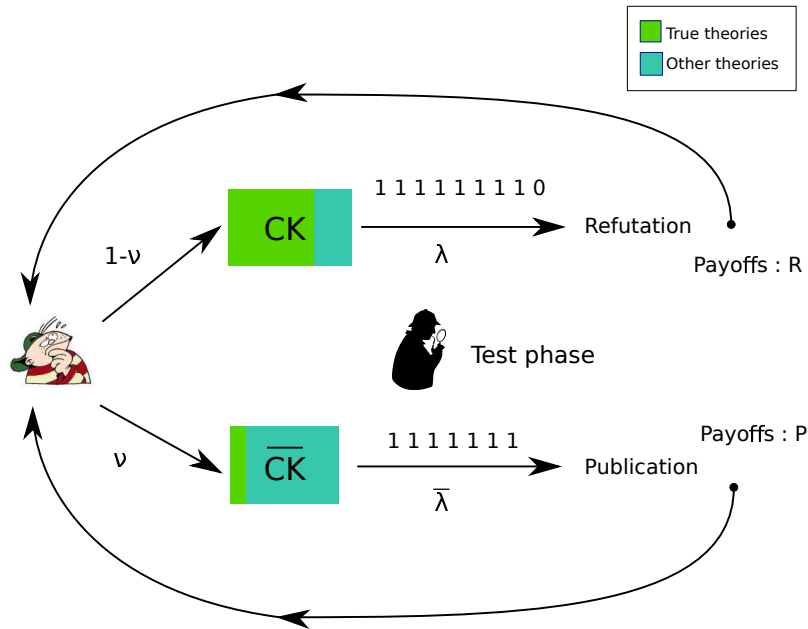 True theories
Other theories
1 1 1 1 1 1 1 1 1 0
CK
Refutation
1-ν
λ
Payoffs : R
Test phase
Payoffs : P
1 1 1 1 1 1 1
ν
C̅K̅
Publication
λ̅